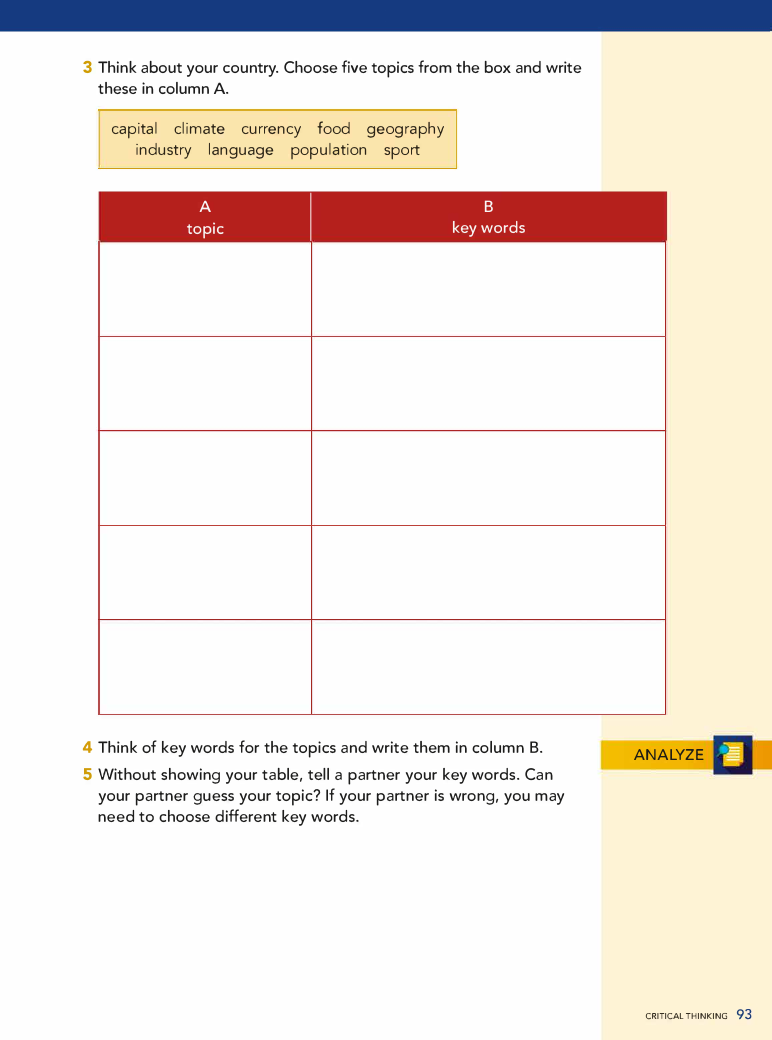 3 Think about your country. Choose five topics from the box and write
these in column A.
capital climate currency food geography
industry language population sport
A
topic
B
key words
4 Think of key words for the topics and write them in column B.
ANALYZE
5 Without showing your table, tell a partner your key words. Can
your partner guess your topic? If your partner is wrong, you may
need to choose different key words.
CRITICAL THINKING 93